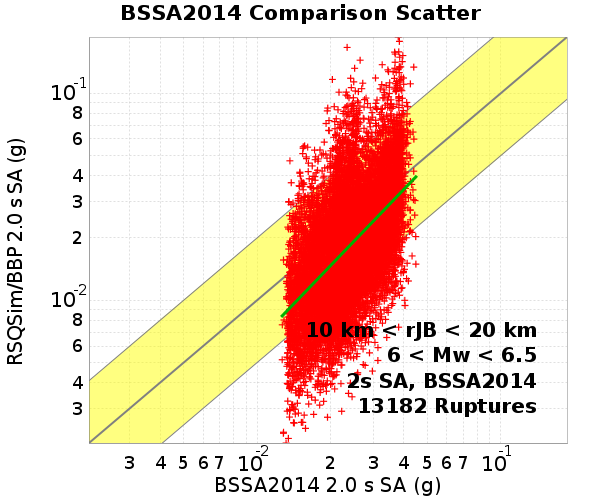 BSSA2014 Comparison Scatter
RSQSim/BBP 2.0 s SA (g)
10-1
8
6
4
3
2
10-2
8
6
4
3
10 km < rJB < 20 km
6 < Mw < 6.5
2s SA, BSSA2014
13182 Ruptures
3 4 5 6 7 10-2 2 3 4 5 6 7 10-1
BSSA2014 2.0 s SA (g)